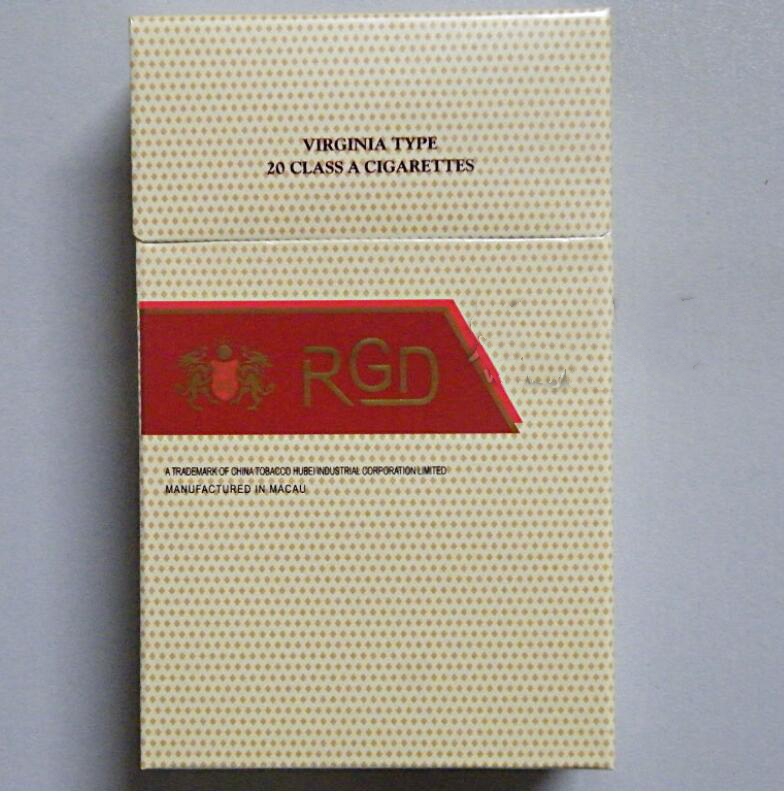 VIRGINIA TYPE
20 CLASS A CIGARETTES
RGD
A TRADEMARK OF CHINA TOBACCO HUBEI INDUSTRIAL CORPORATION LIMITED
MANUFACTURED IN MACAU